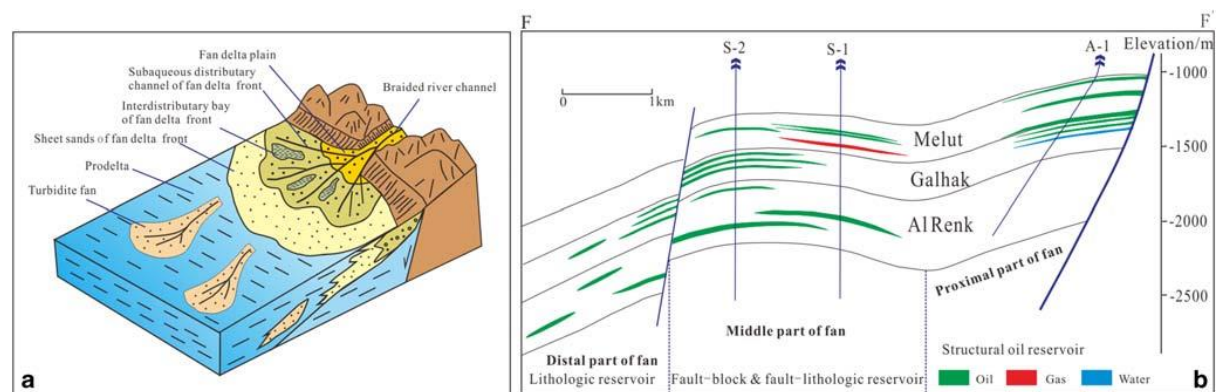 Fan delta plain
Subaqueous distributary
channel of fan delta front
Interdistributary bay
of fan delta front
Sheet sands of fan delta front
Prodelta
Turbidite fan
Braided river channel
a
F
F'
S-2
S-1
A-1
Elevation/m
0
1km
-1000
-1500
-2000
-2500
Melut
Galhak
Al Renk
Proximal part of fan
Middle part of fan
Distal part of fan
Lithologic reservoir
Fault-block & fault-lithologic reservoir
Structural oil reservoir
Oil
Gas
Water
b